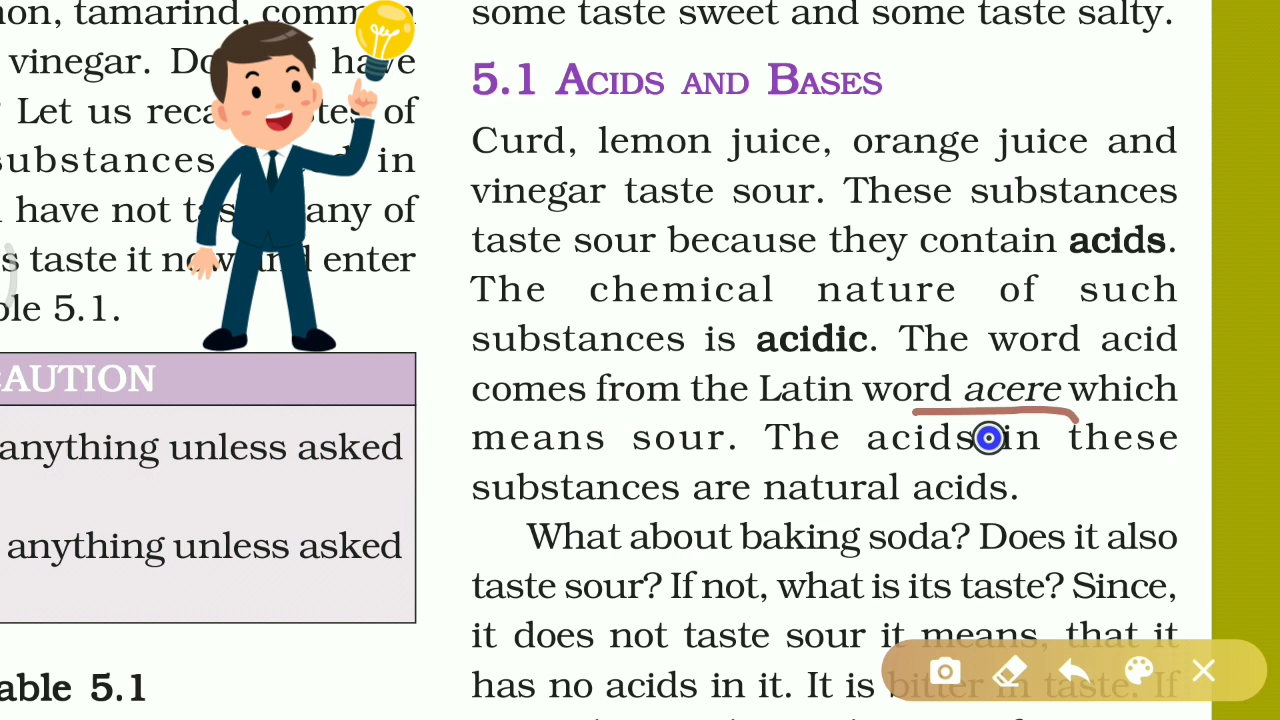 tamarind,
vinegar.
Let us of
substances in
have not any of
taste it and enter
5.1.
anything unless asked
anything unless asked
5.1
some taste sweet and some taste salty.
5.1 ACIDS AND BASES
Curd, lemon juice, orange juice and
vinegar taste sour. These substances
taste sour because they contain acids.
The chemical nature of such
substances is acidic. The word acid
comes from the Latin word acere which
means sour. The acids in these
substances are natural acids.
What about baking soda? Does it also
taste sour? If not, what is its taste? Since,
it does not taste sour it means, that it
has no acids in it. It is bitter in taste. If